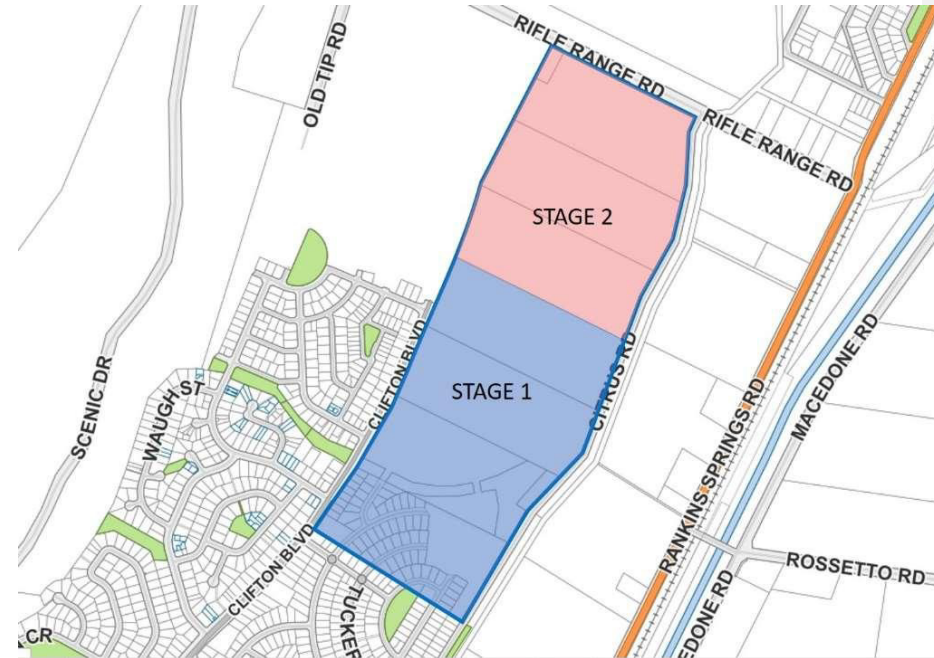 RIFLE RANGE RD
OLD TIP RD
RIFLE RANGE RD
STAGE 2
CLIFTON BLVD
CITRUS RD
STAGE 1
SCENIC DR
WAUGH ST
RANKINS SPRINGS RD
MACEDONE RD
CLIFTON BLVD
TUCKER
ROSSETTO RD
EDONE RD
CR